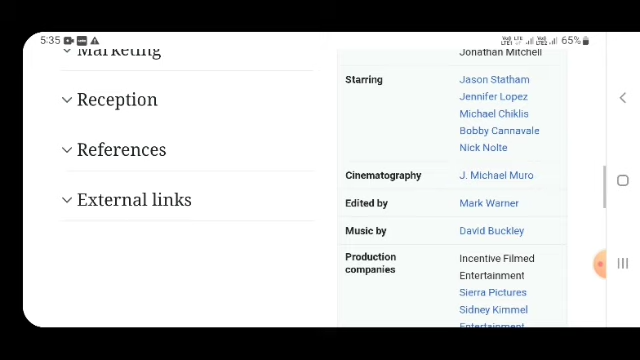 5:35
65%
Marketing
Reception
References
External links
Jonathan Mitchell
Starring
Jason Statham
Jennifer Lopez
Michael Chiklis
Bobby Cannavale
Nick Nolte
Cinematography
J. Michael Muro
Edited by
Mark Warner
Music by
David Buckley
Production
companies
Incentive Filmed
Entertainment
Sierra Pictures
Sidney Kimmel
Entertainment